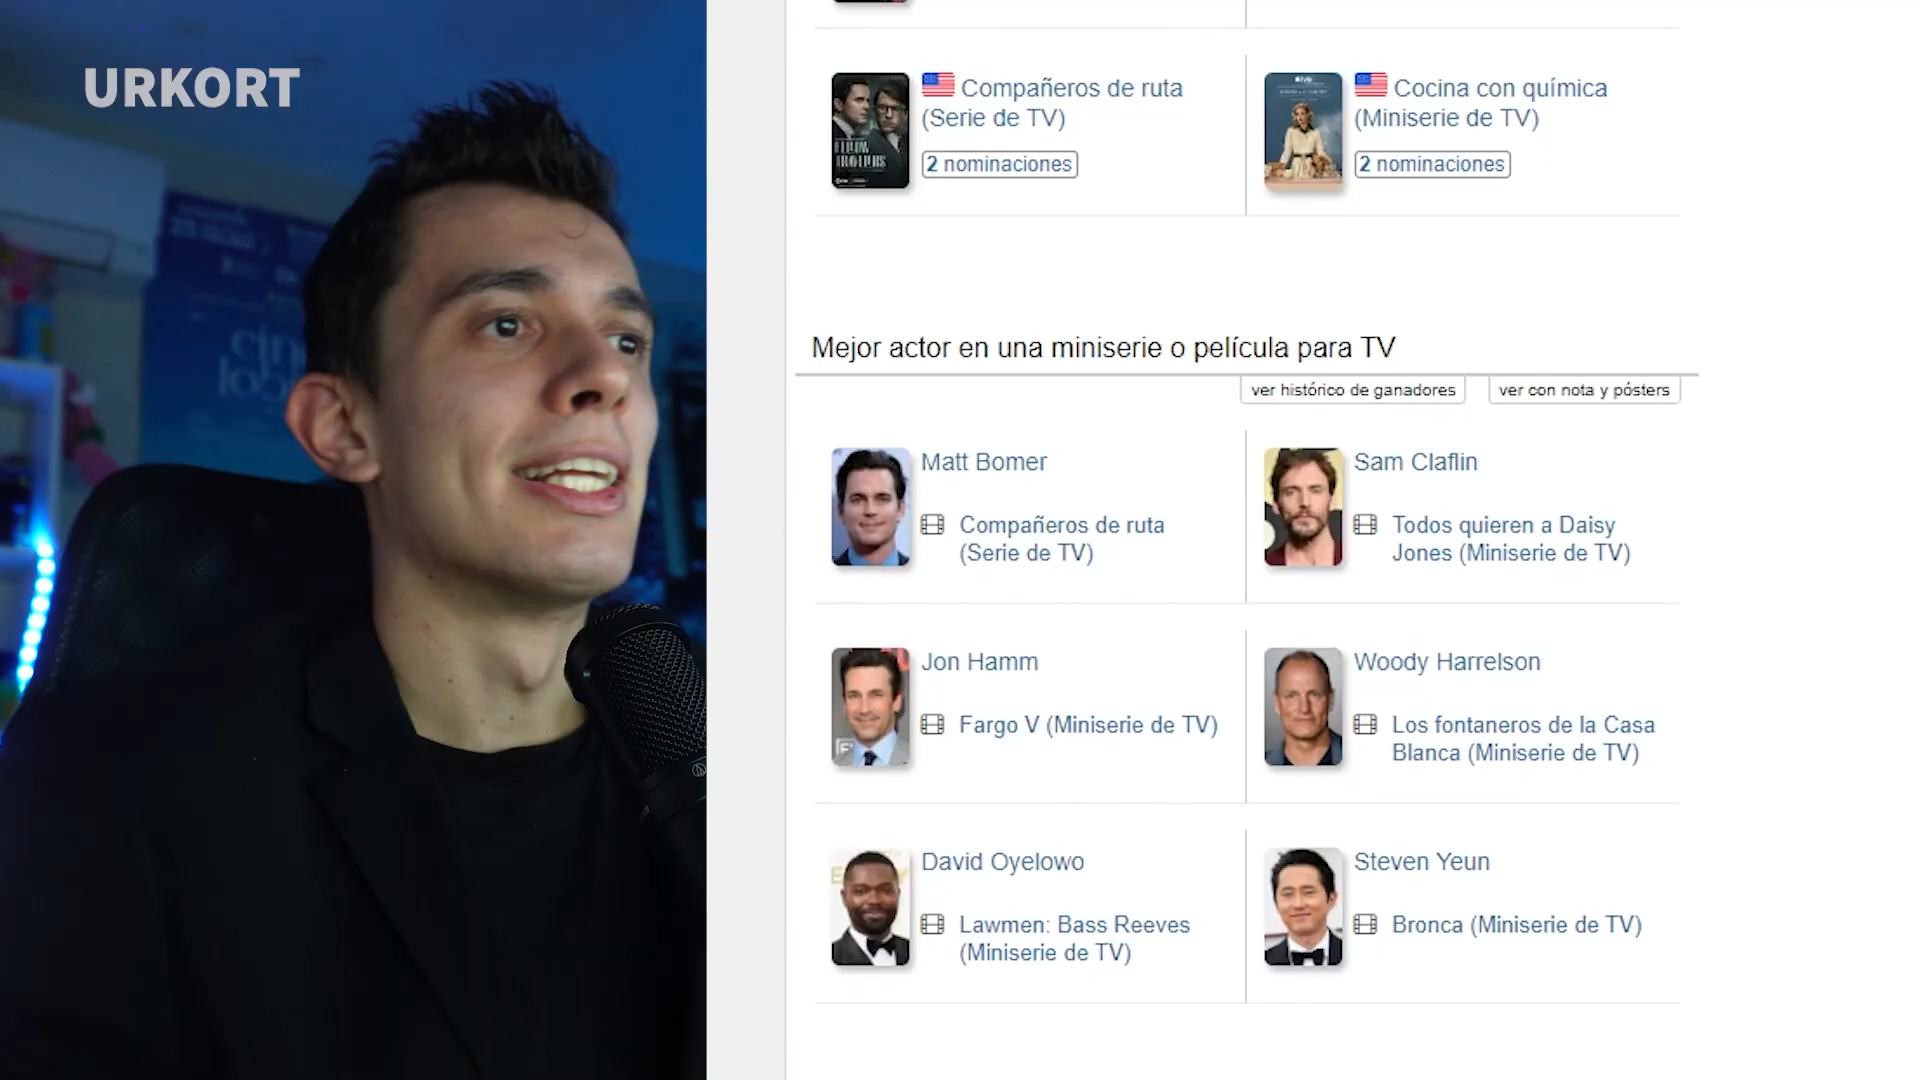 URKORT
Compañeros de ruta
(Serie de TV)
2 nominaciones
Cocina con química
(Miniserie de TV)
2 nominaciones
Mejor actor en una miniserie o película para TV
ver histórico de ganadores
ver con nota y pósters
Matt Bomer
Compañeros de ruta
(Serie de TV)
Sam Claflin
Todos quieren a Daisy
Jones (Miniserie de TV)
Jon Hamm
Fargo V (Miniserie de TV)
Woody Harrelson
Los fontaneros de la Casa
Blanca (Miniserie de TV)
David Oyelowo
Lawmen: Bass Reeves
(Miniserie de TV)
Steven Yeun
Bronca (Miniserie de TV)